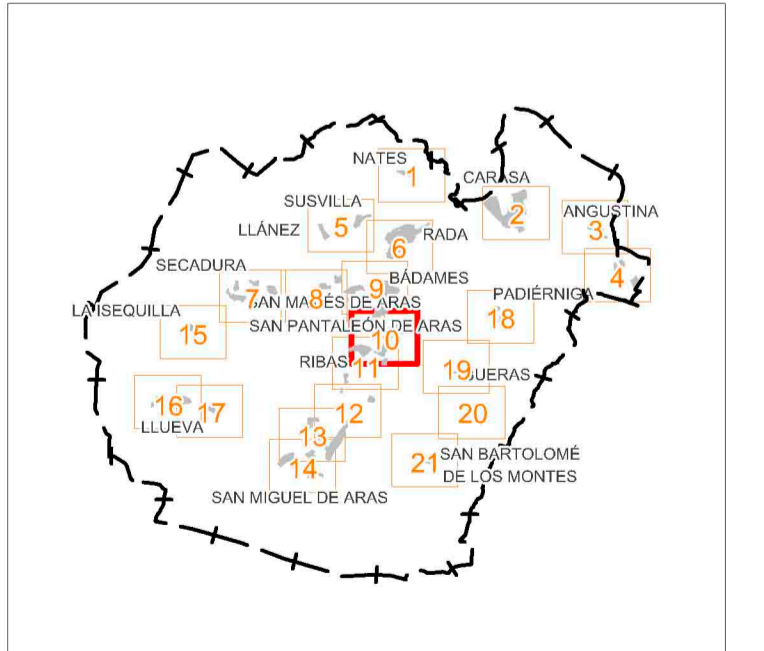 NATES
1
CARASA
2
SUSVILLA
5
ANGUSTINA
3
LLÁNEZ
RADA
6
SECADURA
BÁDAMES
4
7
8
9
PADIÉRNIGA
SAN MAMÉS DE ARAS
LA ISEQUILLA
18
SAN PANTALEÓN DE ARAS
15
10
RIBAS
11
19
16
17
12
20
LLUEVA
13
14
21
SAN BARTOLOMÉ
DE LOS MONTES
SAN MIGUEL DE ARAS